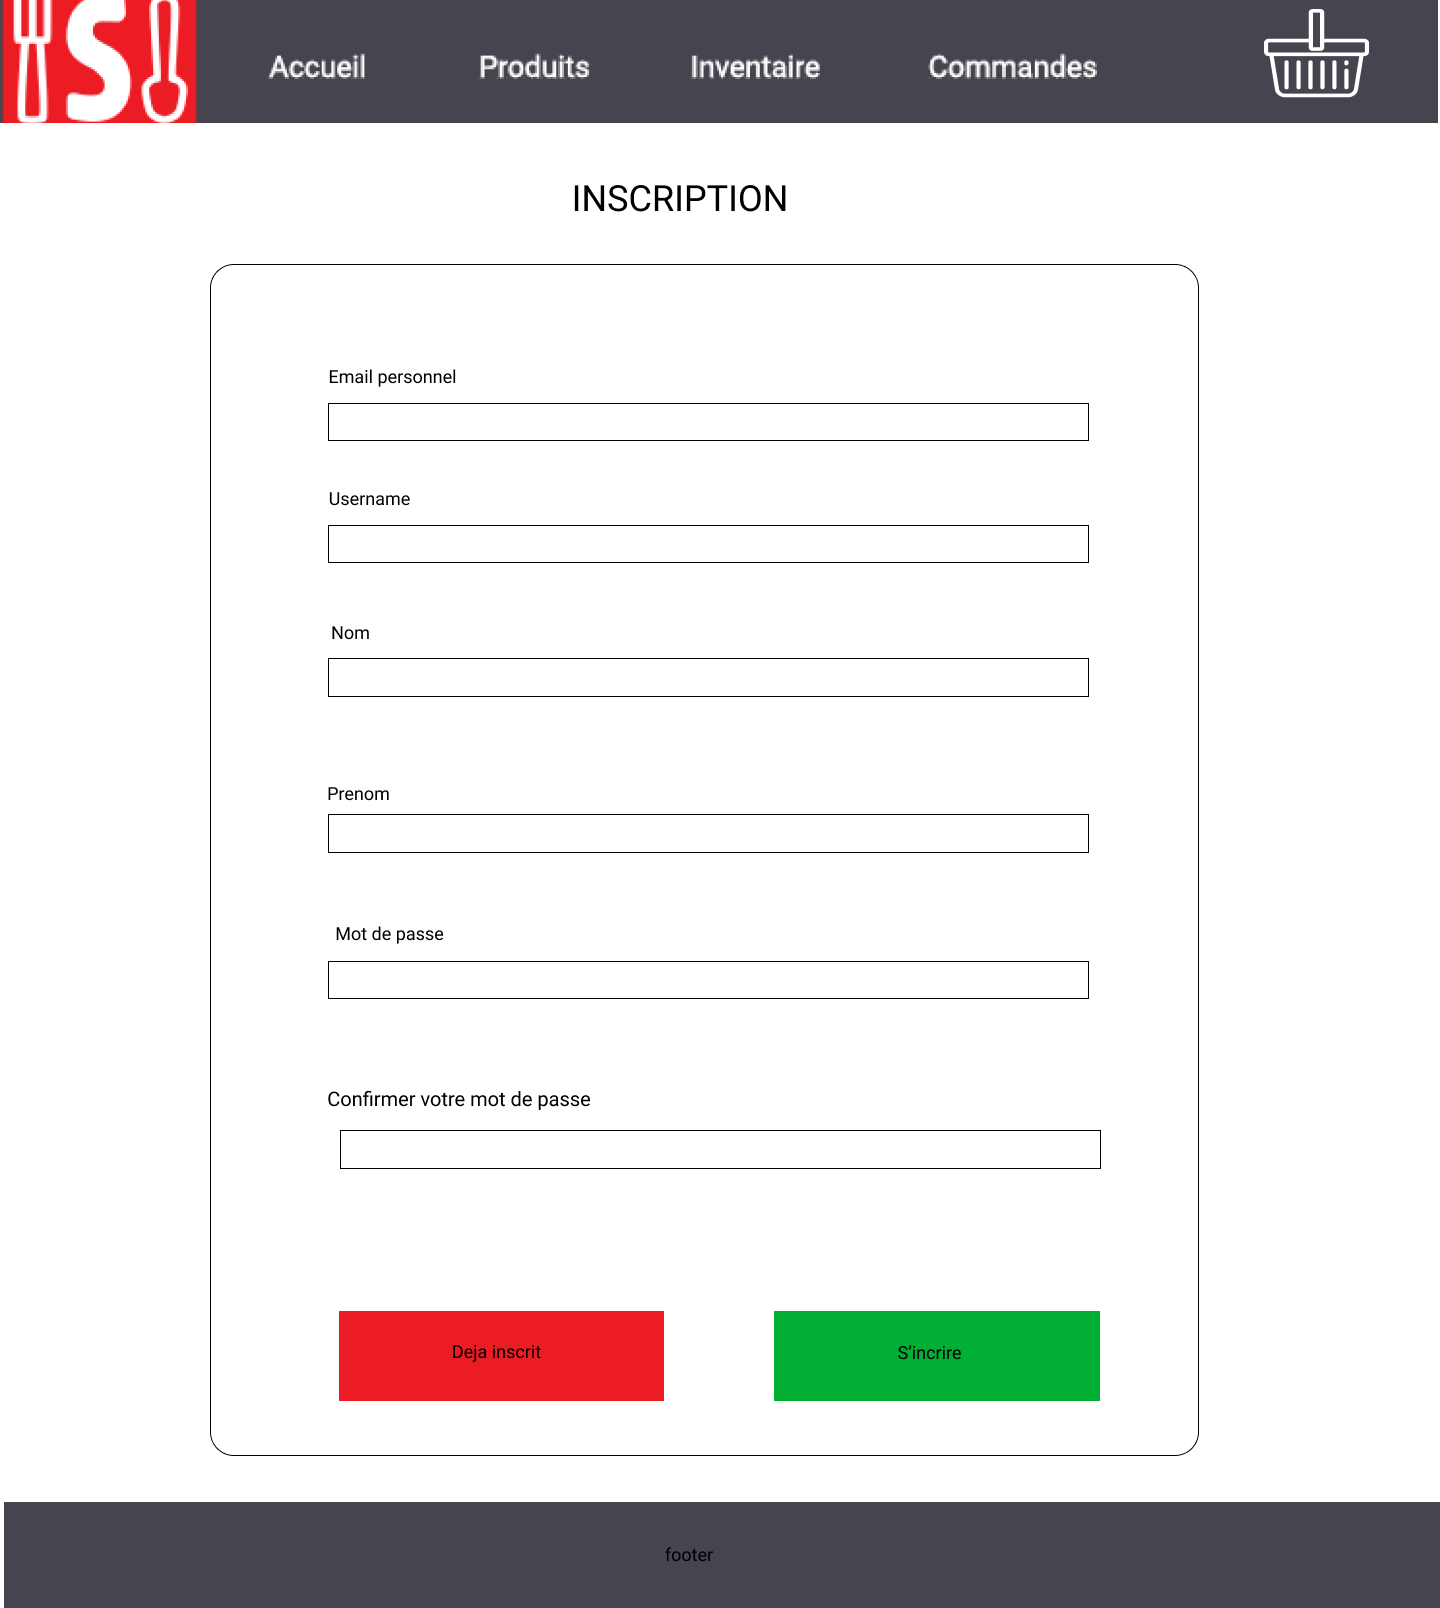 S
Accueil
Produits
Inventaire
Commandes
INSCRIPTION
Email personnel
Username
Nom
Prenom
Mot de passe
Confirmer votre mot de passe
Deja inscrit
S’incrire
footer